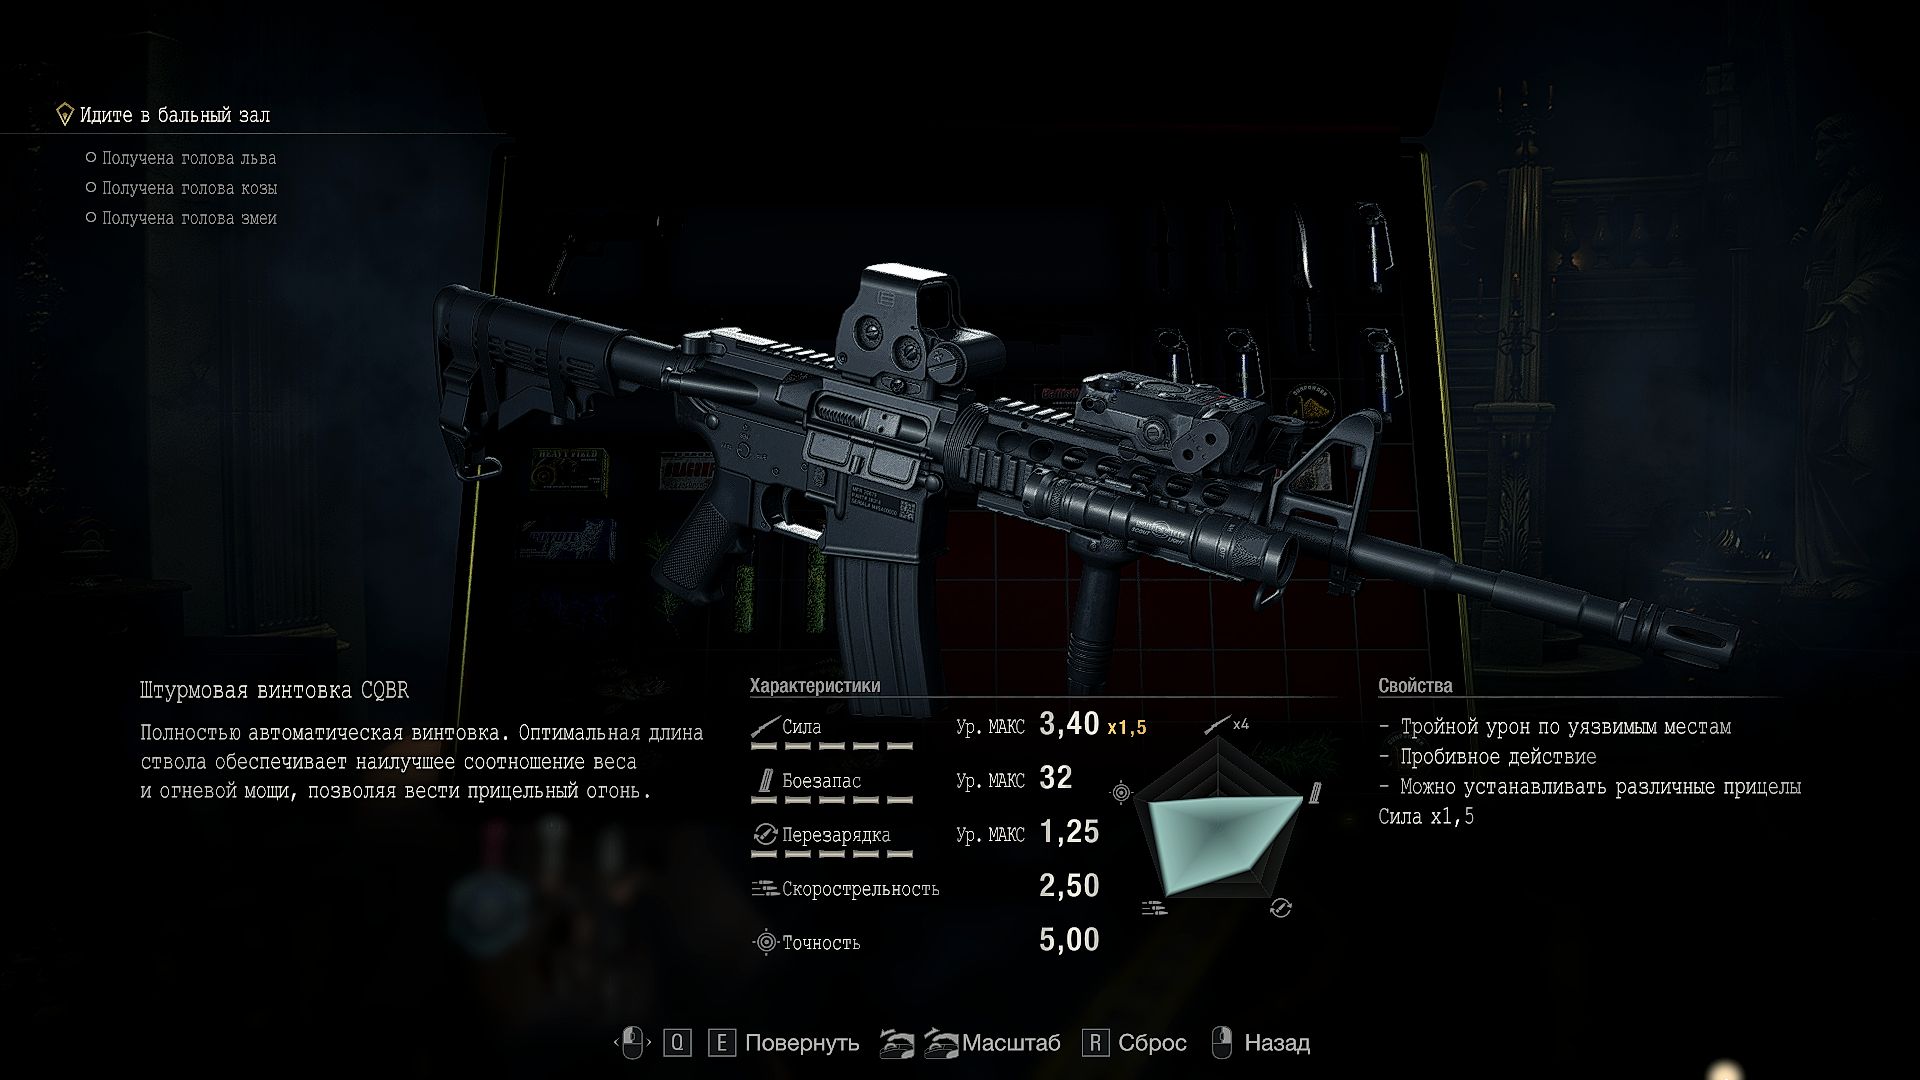 Идите в бальный зал
Получена голова льва
Получена голова козы
Получена голова змеи
Штурмовая винтовка CQBR
Полностью автоматическая винтовка. Оптимальная длина
ствола обеспечивает наилучшее соотношение веса
и огневой мощи, позволяя вести прицельный огонь.
Характеристики
Сила Ур. МАКС 3,40 x1,5
x4
Боезапас Ур. МАКС 32
Перезарядка Ур. МАКС 1,25
Скорострельность 2,50
Точность 5,00
Свойства
- Тройной урон по уязвимым местам
- Пробивное действие
- Можно устанавливать различные прицелы
Сила x1,5
Q E Повернуть Масштаб R Сброс Назад